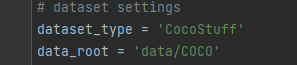 # dataset settings
dataset_type = 'CocoStuff'
data_root = 'data/COCO'